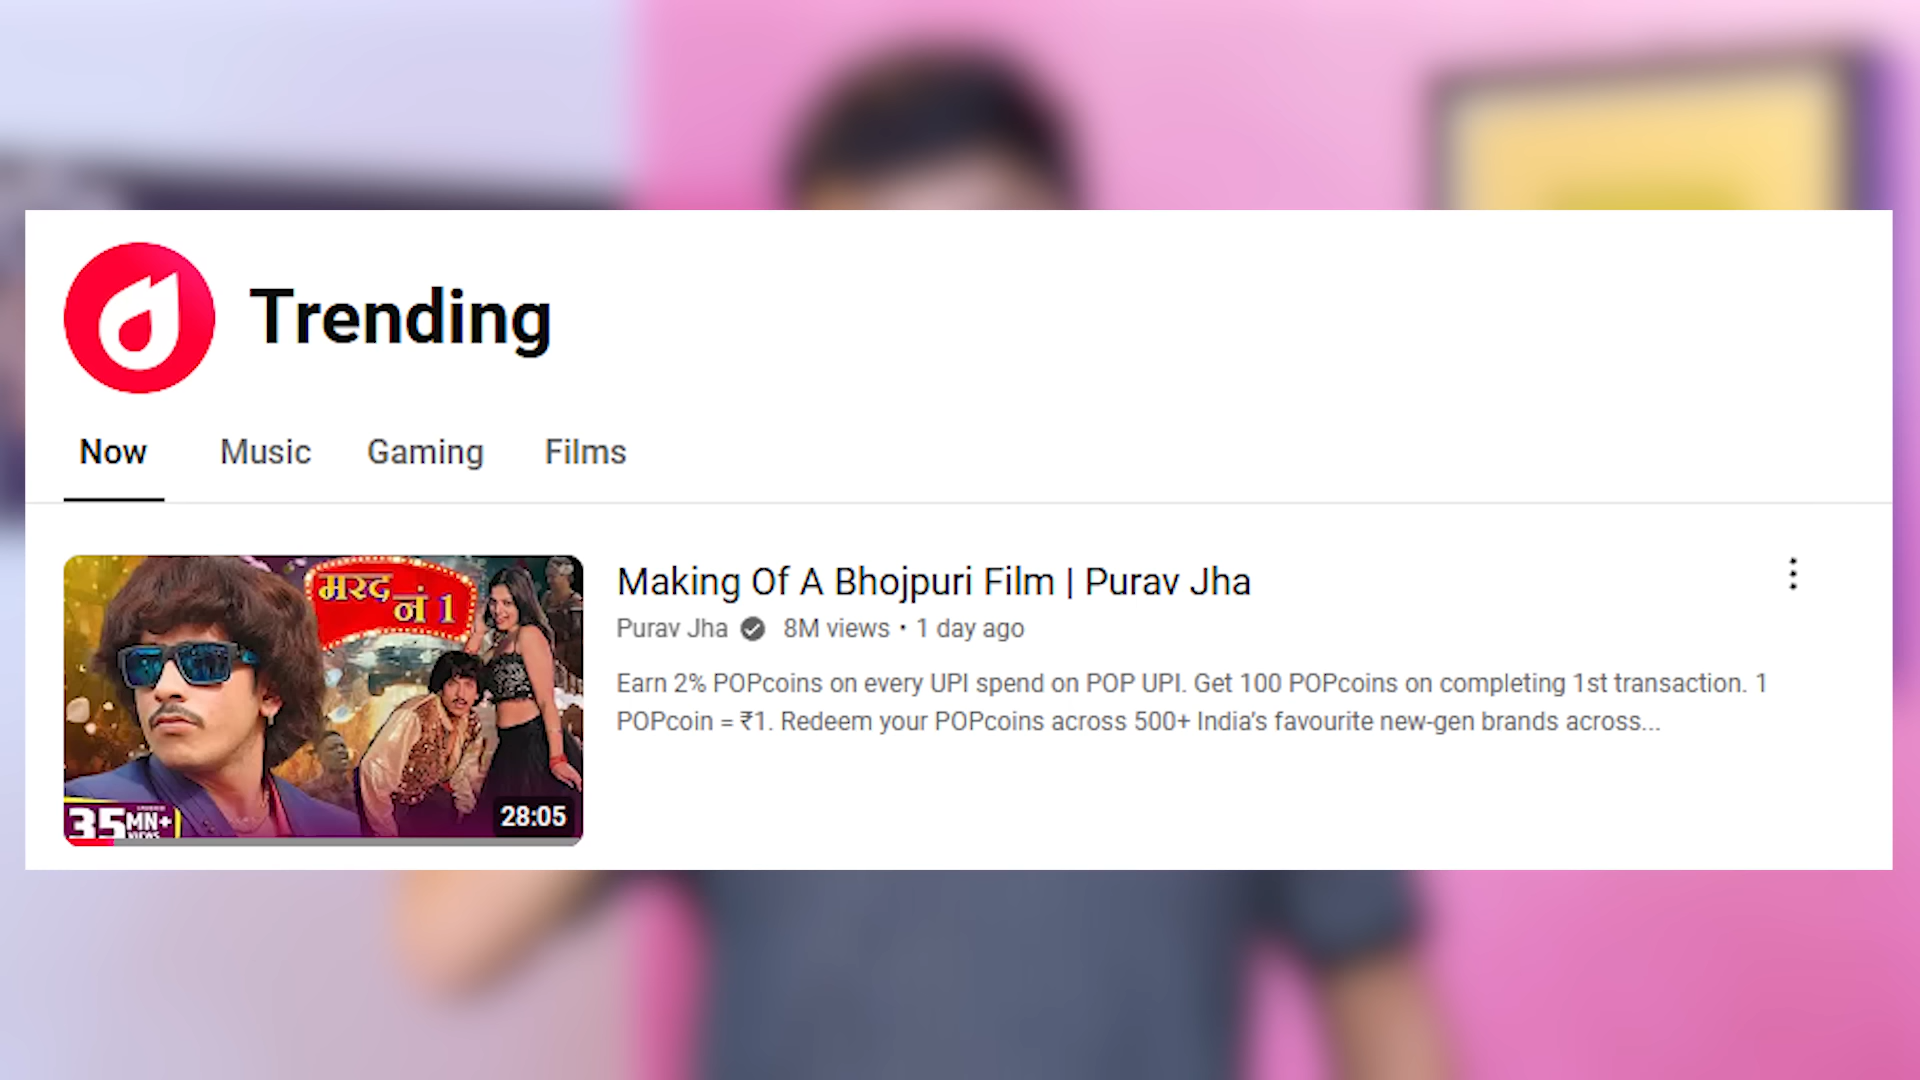 Trending
Now Music Gaming Films
मरद
नं 1
35MN+
VIEWS
28:05
Making Of A Bhojpuri Film | Purav Jha
Purav Jha 8M views • 1 day ago
Earn 2% POPcoins on every UPI spend on POP UPI. Get 100 POPcoins on completing 1st transaction. 1
POPcoin = ₹1. Redeem your POPcoins across 500+ India's favourite new-gen brands across...